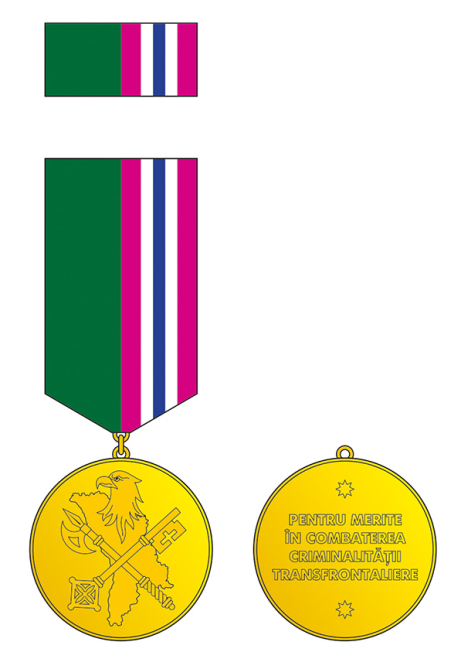 PENTRU MERITE
ÎN COMBATEREA
CRIMINALITĂȚII
TRANSFRONTALIERE